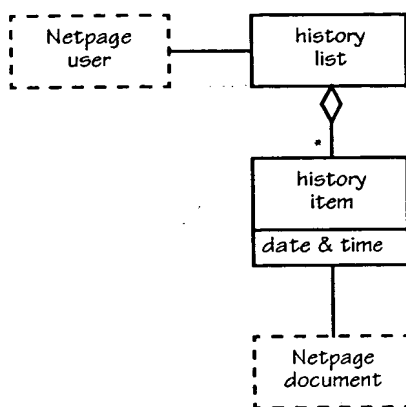 Netpage
user
history
list
*
history
item
date & time
Netpage
document